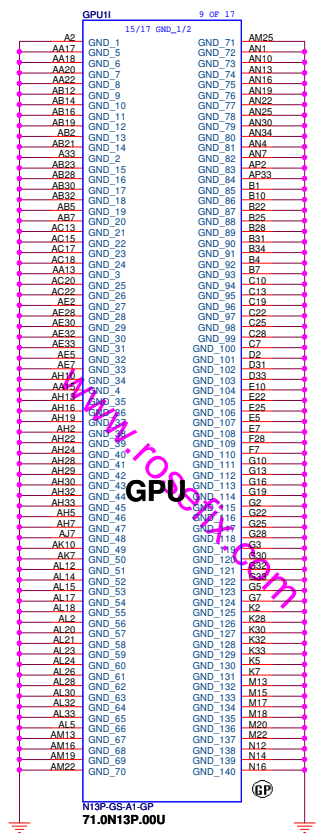 GPU1I 9 OF 17
15/17 GND_1/2
A2 GND_1 GND_71 AM25
AA17 GND_5 GND_72 AN1
AA18 GND_6 GND_73 AN10
AA20 GND_7 GND_74 AN13
AA22 GND_8 GND_75 AN16
AB12 GND_9 GND_76 AN19
AB14 GND_10 GND_77 AN22
AB16 GND_11 GND_78 AN25
AB19 GND_12 GND_79 AN30
AB2 GND_13 GND_80 AN34
AB21 GND_14 GND_81 AN4
A33 GND_2 GND_82 AN7
AB23 GND_15 GND_83 AP2
AB28 GND_16 GND_84 AP33
AB30 GND_17 GND_85 B1
AB32 GND_18 GND_86 B10
AB5 GND_19 GND_87 B22
AB7 GND_20 GND_88 B25
AC13 GND_21 GND_89 B28
AC15 GND_22 GND_90 B31
AC17 GND_23 GND_91 B34
AC18 GND_24 GND_92 B4
AA13 GND_3 GND_93 B7
AC20 GND_25 GND_94 C10
AC22 GND_26 GND_95 C13
AE2 GND_27 GND_96 C19
AE28 GND_28 GND_97 C22
AE30 GND_29 GND_98 C25
AE32 GND_30 GND_99 C28
AE33 GND_31 GND_100 C7
AE5 GND_32 GND_101 D2
AE7 GND_33 GND_102 D31
AH10 GND_34 GND_103 D33
AA15 GND_4 GND_104 E10
AH13 GND_35 GND_105 E22
AH16 GND_36 GND_106 E25
AH19 GND_37 GND_107 E5
AH2 GND_38 GND_108 E7
AH22 GND_39 GND_109 F28
AH24 GND_40 GND_110 F7
AH28 GND_41 GND_111 G10
AH29 GND_42 GND_112 G13
AH30 GND_43 GND_113 G16
AH32 GND_44 GND_114 G19
AH33 GND_45 GND_115 G2
AH5 GND_46 GND_116 G22
AH7 GND_47 GND_117 G25
AJ7 GND_48 GND_118 G28
AK10 GND_49 GND_119 G3
AK7 GND_50 GND_120 G30
AL12 GND_51 GND_121 G32
AL14 GND_52 GND_122 G33
AL15 GND_53 GND_123 G5
AL17 GND_54 GND_124 G7
AL18 GND_55 GND_125 K2
AL2 GND_56 GND_126 K28
AL20 GND_57 GND_127 K30
AL21 GND_58 GND_128 K32
AL23 GND_59 GND_129 K33
AL24 GND_60 GND_130 K5
AL26 GND_61 GND_131 K7
AL28 GND_62 GND_132 M13
AL30 GND_63 GND_133 M15
AL32 GND_64 GND_134 M17
AL33 GND_65 GND_135 M18
AL5 GND_66 GND_136 M20
AM13 GND_67 GND_137 M22
AM16 GND_68 GND_138 N12
AM19 GND_69 GND_139 N14
AM22 GND_70 GND_140 N16
GPU
www.rosefix.com
GP
N13P-GS-A1-GP
71.0N13P.00U